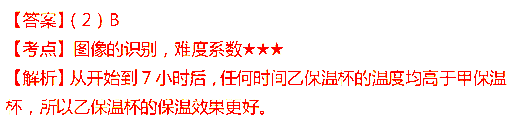 【答案】（2）B
【考点】图像的识别，难度系数★★★
【解析】从开始到7小时后，任何时间乙保温杯的温度均高于甲保温
杯，所以乙保温杯的保温效果更好。